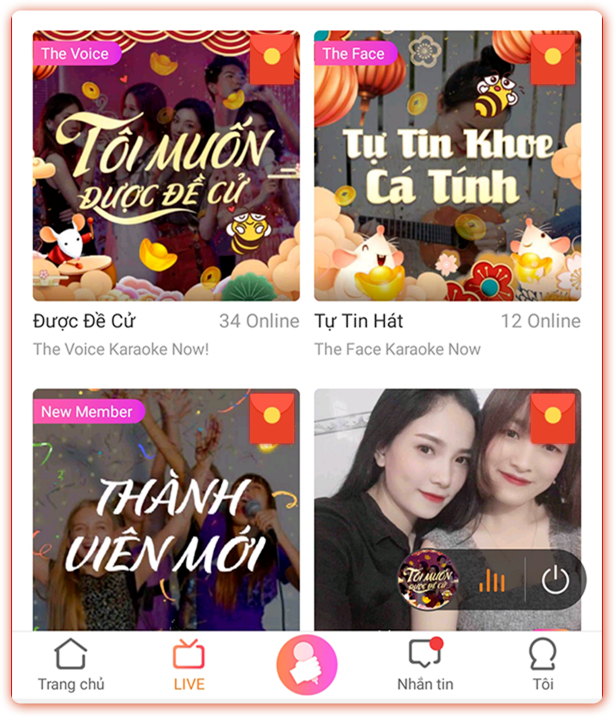 The Voice
TÔI MUỐN
ĐƯỢC ĐỀ CỬ
Được Đề Cử
34 Online
The Voice Karaoke Now!
The Face
Tự Tin Khoe
Cá Tính
Tự Tin Hát
12 Online
The Face Karaoke Now
New Member
THÀNH
VIÊN MỚI
TÔI MUỐN
ĐƯỢC ĐỀ CỬ
Trang chủ
LIVE
Nhắn tin
Tôi